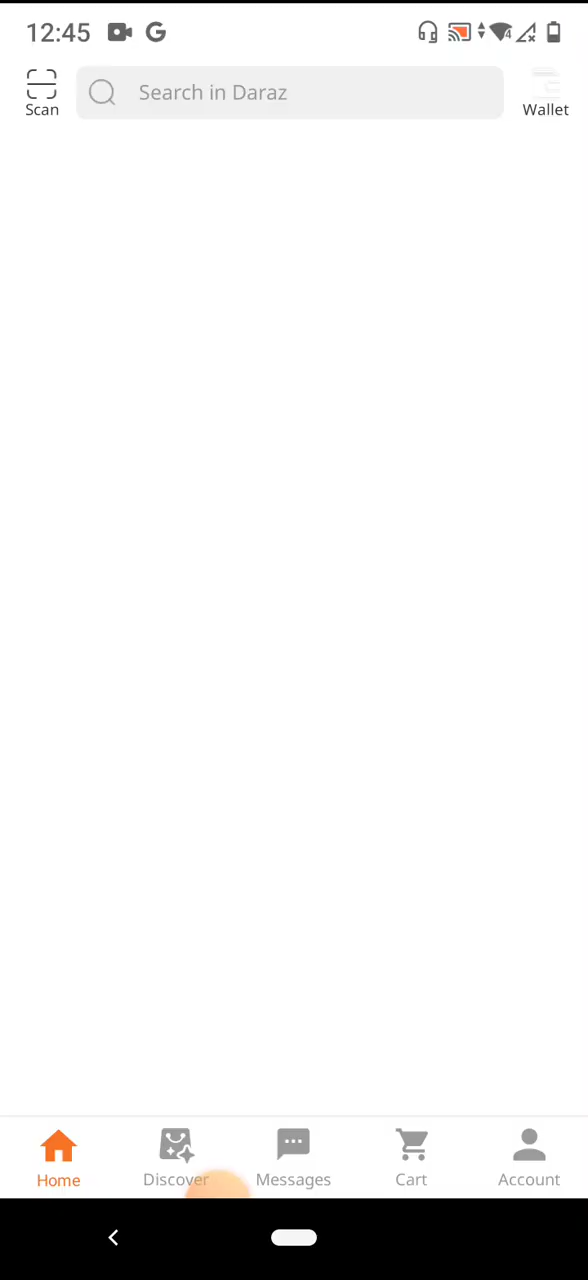 12:45
Scan
Search in Daraz
Wallet
Home
Discover
Messages
Cart
Account